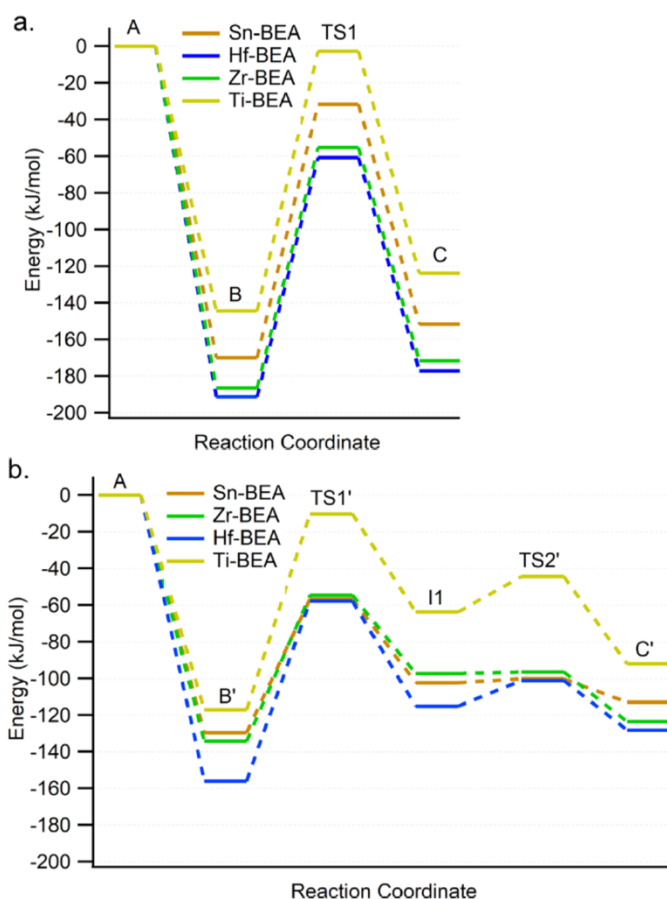 a.
A
Sn-BEA
Hf-BEA
Zr-BEA
Ti-BEA
TS1
B
C
0
-20
-40
-60
-80
-100
-120
-140
-160
-180
-200
Energy (kJ/mol)
Reaction Coordinate
b.
A
Sn-BEA
Zr-BEA
Hf-BEA
Ti-BEA
TS1'
B'
I1
TS2'
C'
0
-20
-40
-60
-80
-100
-120
-140
-160
-180
-200
Energy (kJ/mol)
Reaction Coordinate